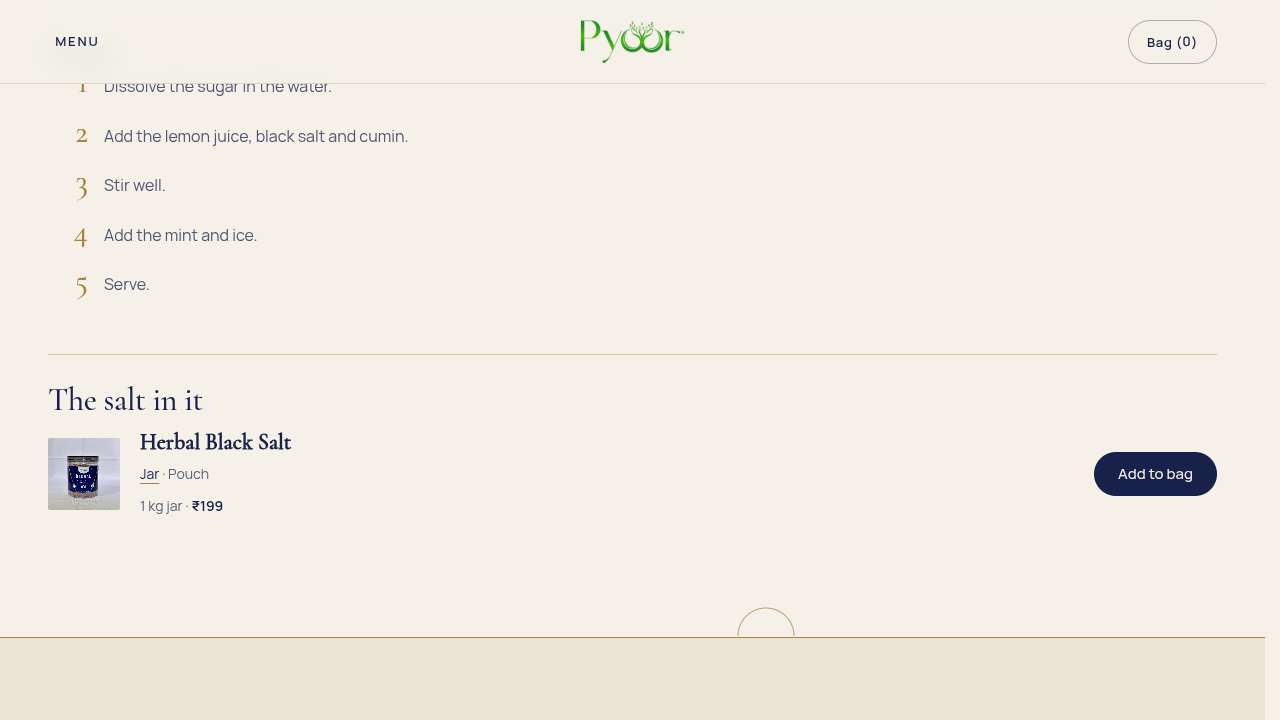 MENU
Pyoor
Bag (0)
1 Dissolve the sugar in the water.
2 Add the lemon juice, black salt and cumin.
3 Stir well.
4 Add the mint and ice.
5 Serve.
The salt in it
Herbal Black Salt
Jar · Pouch
1 kg jar · ₹199
Add to bag